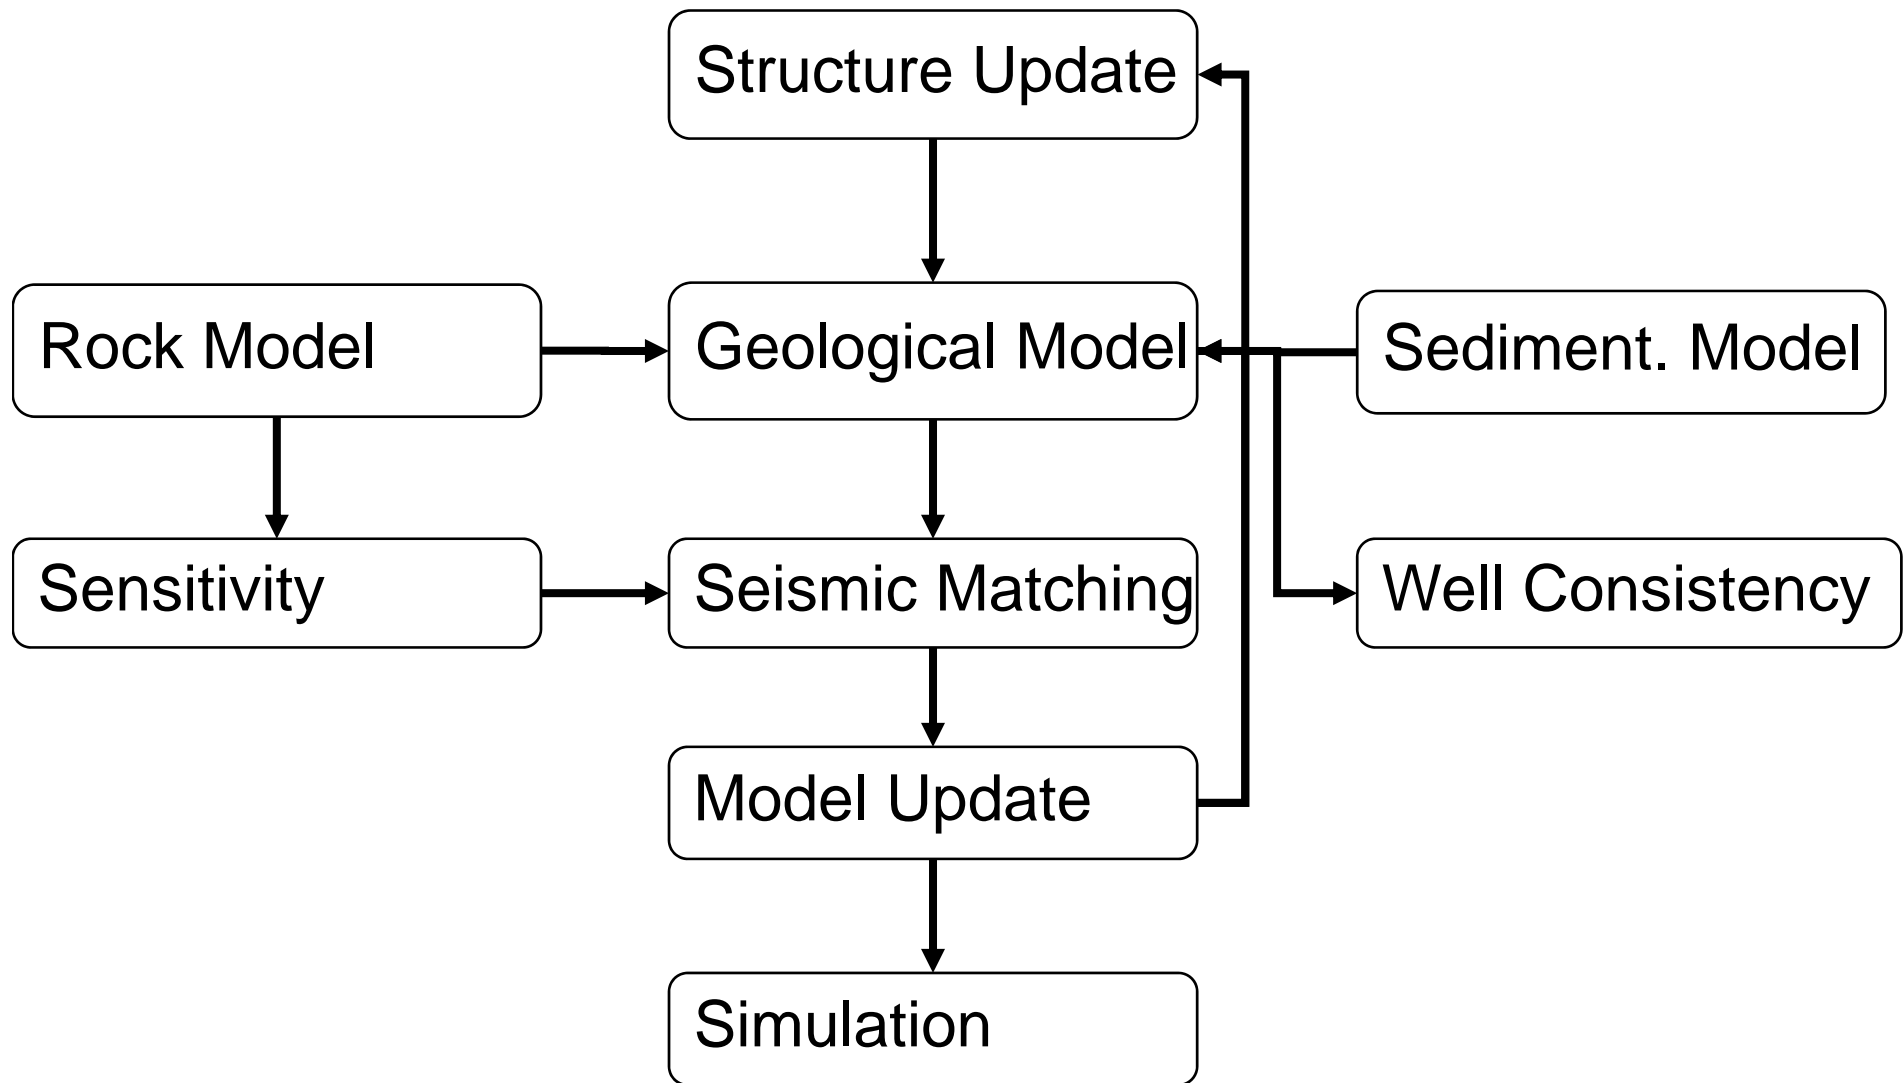 Structure Update
Rock Model
Geological Model
Sediment. Model
Sensitivity
Seismic Matching
Well Consistency
Model Update
Simulation